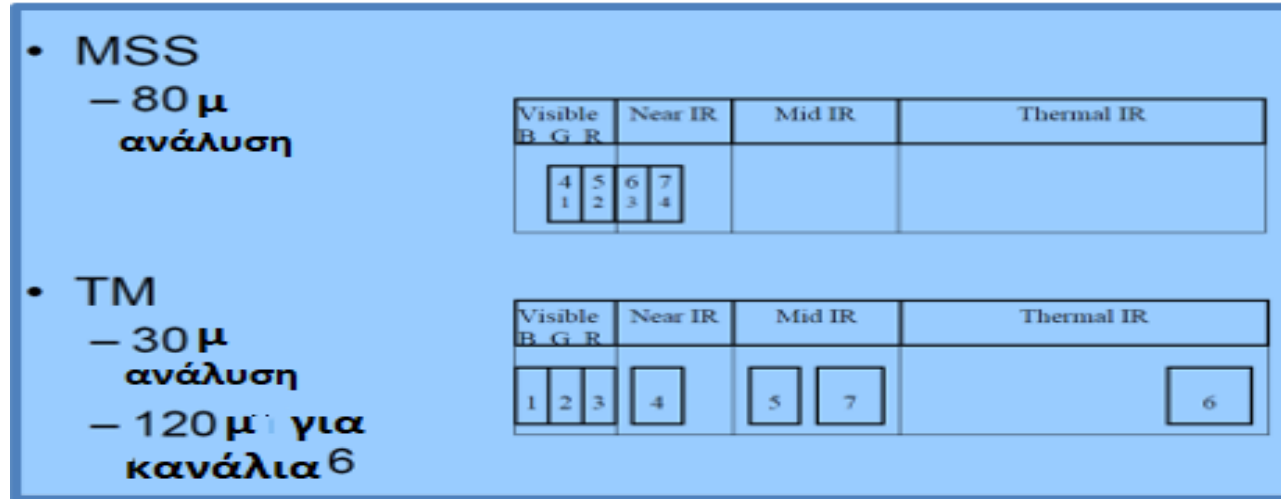 • MSS
– 80 μ
ανάλυση
Visible Near IR Mid IR Thermal IR
B G R
4 5 6 7
1 2 3 4
• TM
– 30 μ
ανάλυση
– 120 μ για
κανάλια 6
Visible Near IR Mid IR Thermal IR
B G R
1 2 3 4 5 7 6